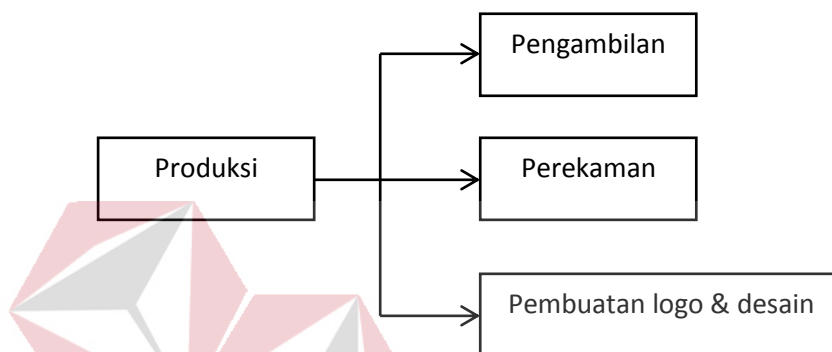 Pengambilan
Produksi
Perekaman
Pembuatan logo & desain